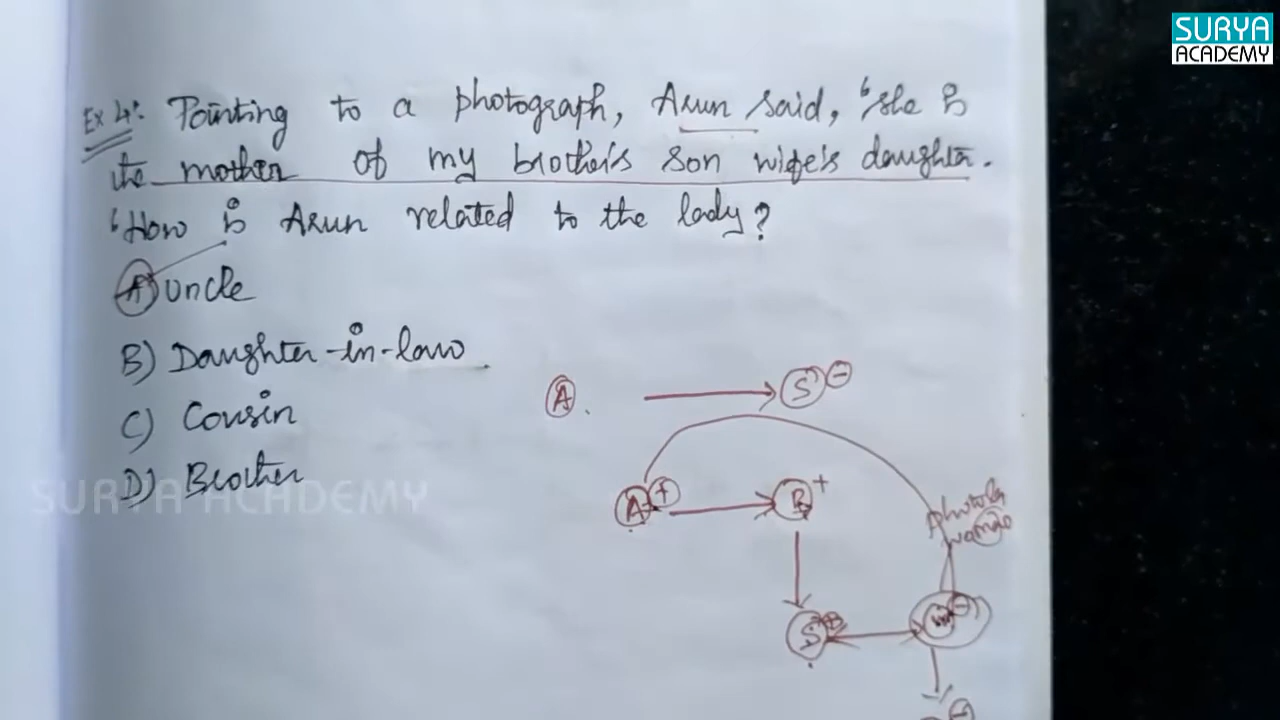 SURYA
ACADEMY
Ex 4: Pointing to a photograph, Arun said, "she is
the mother of my brother's son wife's daughter.
"How is Arun related to the lady?
A) Uncle
B) Daughter-in-law
C) Cousin
D) Brother
SURYA ACADEMY
A → S -
A + → B +
photo
S
-
-